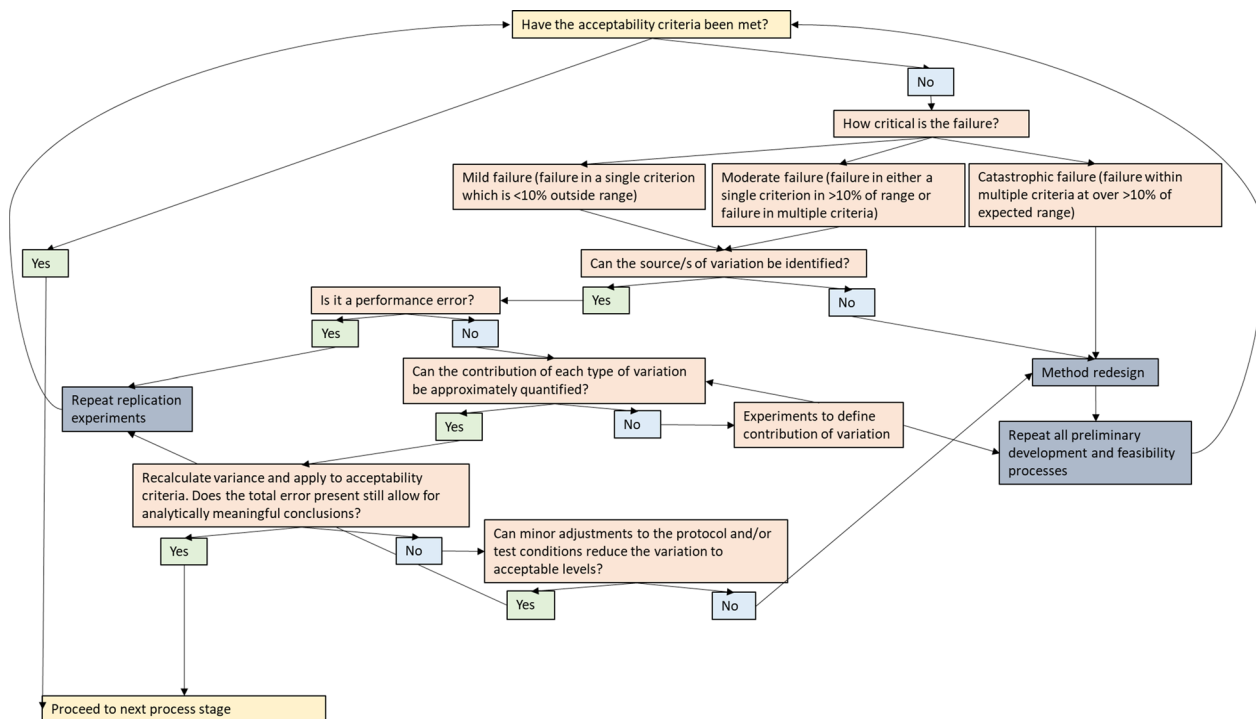 Have the acceptability criteria been met?
No
How critical is the failure?
Mild failure (failure in a single criterion
which is <10% outside range)
Moderate failure (failure in either a
single criterion in >10% of range or
failure in multiple criteria)
Catastrophic failure (failure within
multiple criteria at over >10% of
expected range)
Yes
Can the source/s of variation be identified?
Yes
No
Is it a performance error?
Yes
No
Can the contribution of each type of variation
be approximately quantified?
Method redesign
Repeat replication
experiments
Yes
No
Experiments to define
contribution of variation
Repeat all preliminary
development and feasibility
processes
Recalculate variance and apply to acceptability
criteria. Does the total error present still allow for
analytically meaningful conclusions?
Yes
No
Can minor adjustments to the protocol and/or
test conditions reduce the variation to
acceptable levels?
Yes
No
Proceed to next process stage